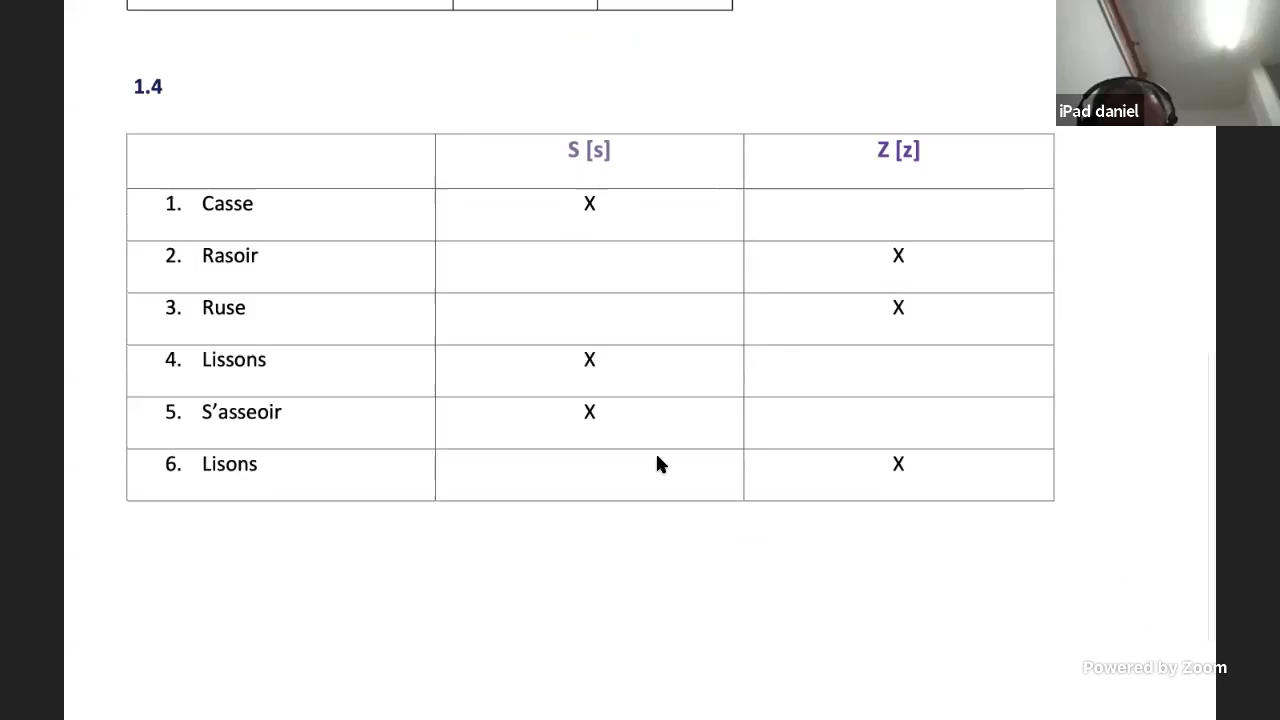 iPad daniel
1.4
S [s] Z [z]
1. Casse X
2. Rasoir X
3. Ruse X
4. Lissons X
5. S’asseoir X
6. Lisons X
Powered by Zoom